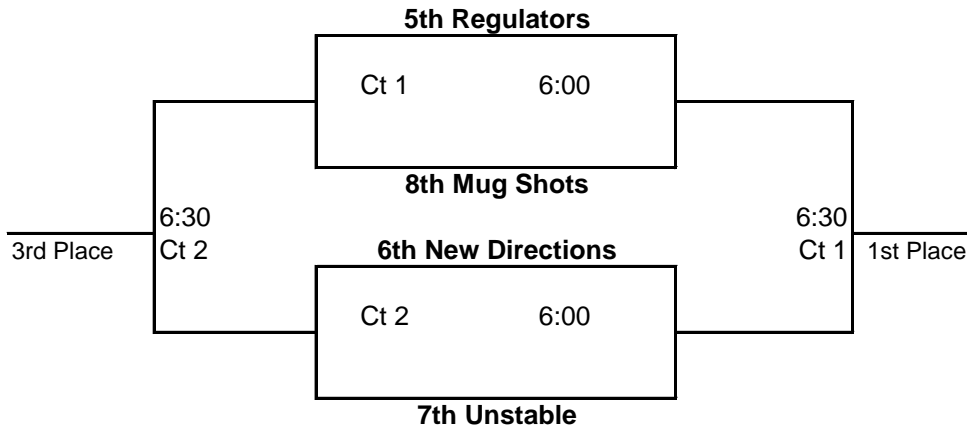 5th Regulators
Ct 1 6:00
8th Mug Shots
6:30 6:30
3rd Place Ct 2 6th New Directions Ct 1 1st Place
Ct 2 6:00
7th Unstable